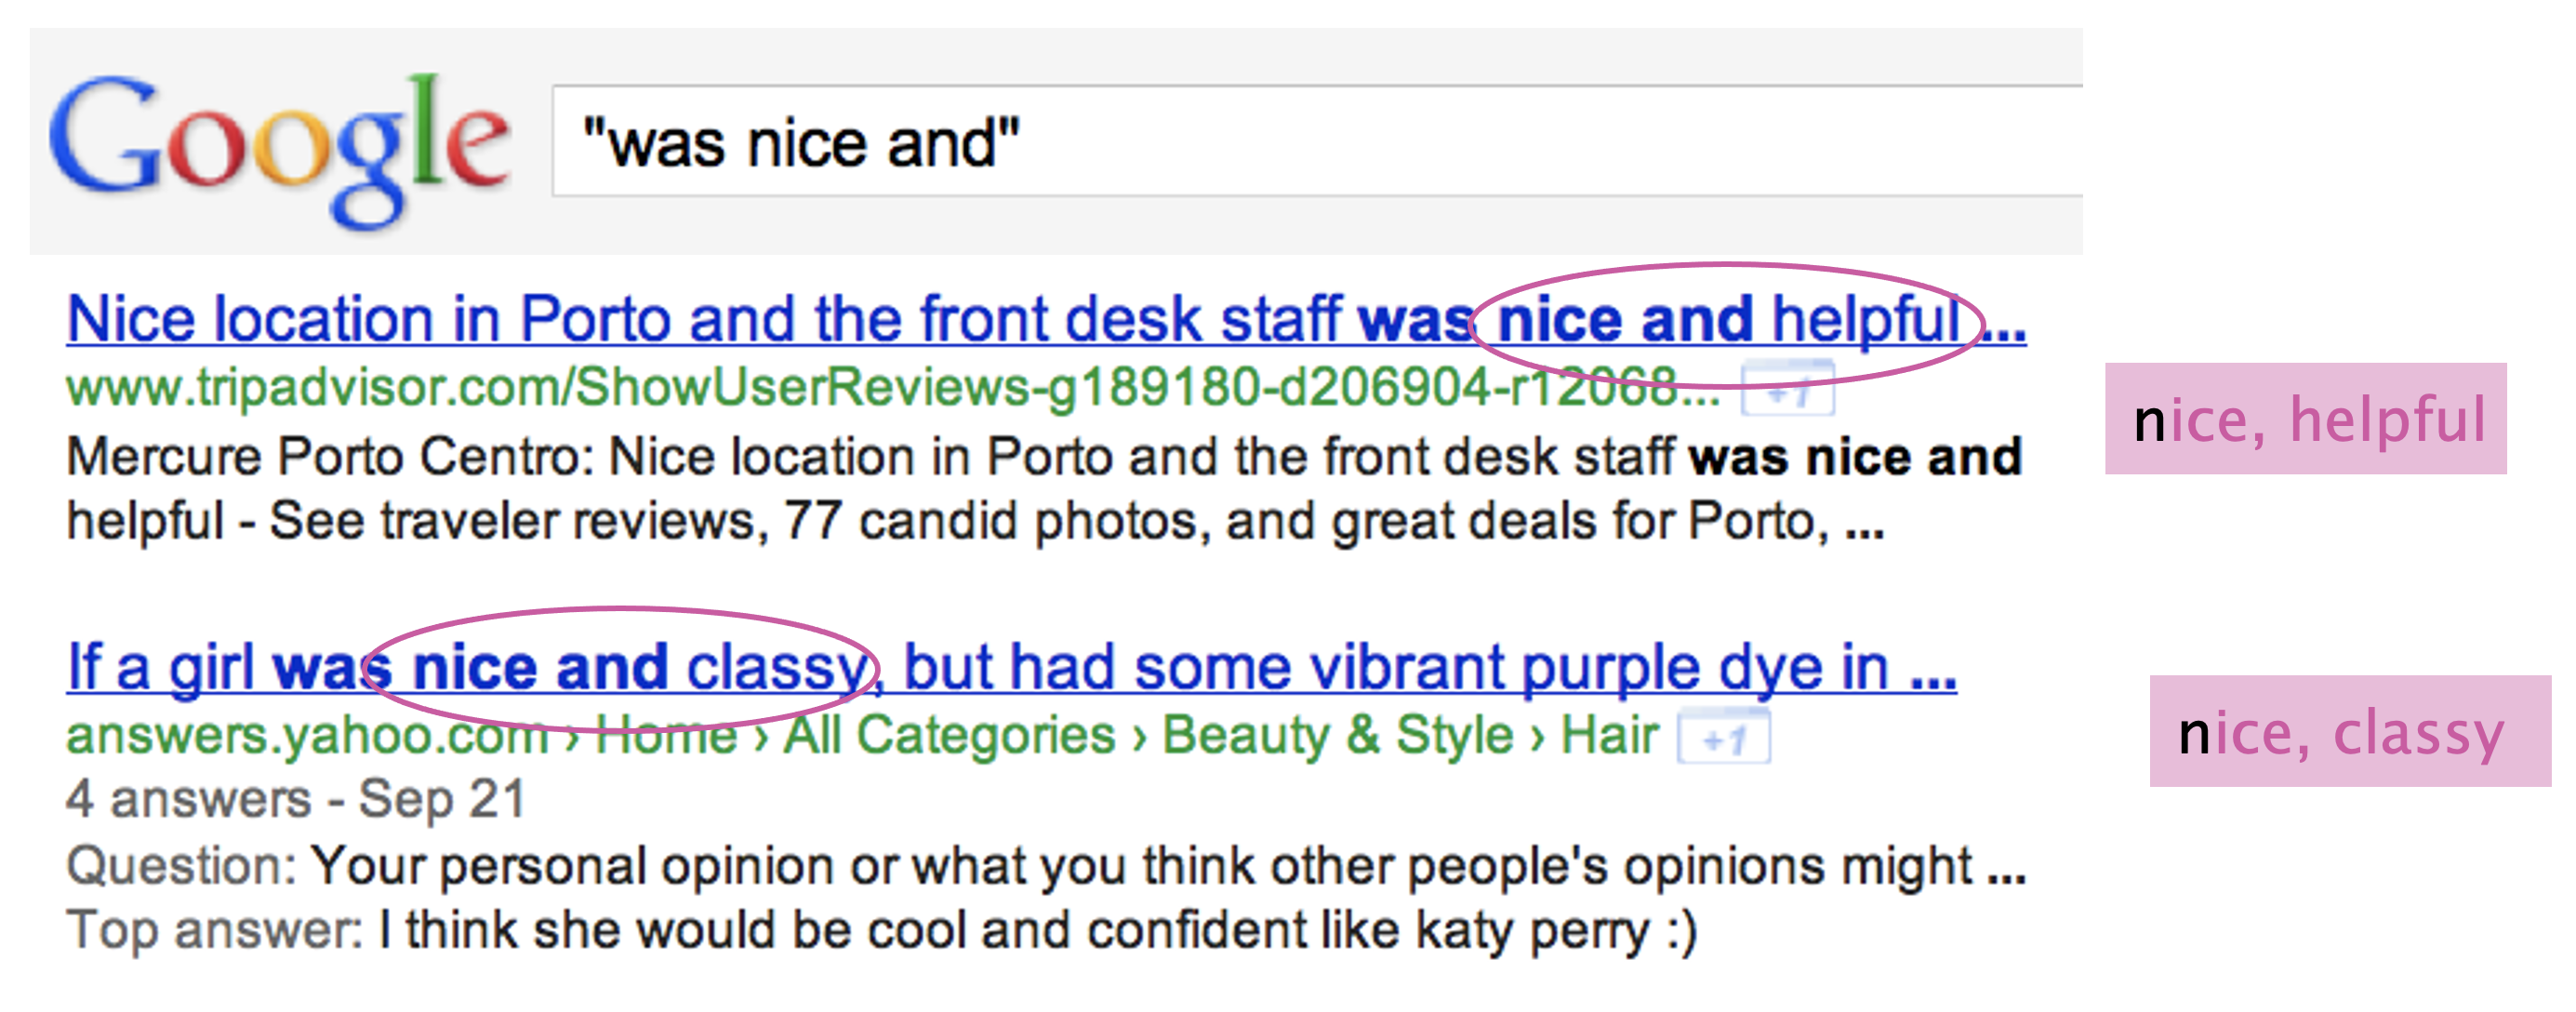 Google "was nice and"
Nice location in Porto and the front desk staff was nice and helpful ...
www.tripadvisor.com/ShowUserReviews-g189180-d206904-r12068... +1
nice, helpful
Mercure Porto Centro: Nice location in Porto and the front desk staff was nice and
helpful - See traveler reviews, 77 candid photos, and great deals for Porto, ...
If a girl was nice and classy, but had some vibrant purple dye in ...
answers.yahoo.com › Home › All Categories › Beauty & Style › Hair +1
nice, classy
4 answers - Sep 21
Question: Your personal opinion or what you think other people's opinions might ...
Top answer: I think she would be cool and confident like katy perry :)